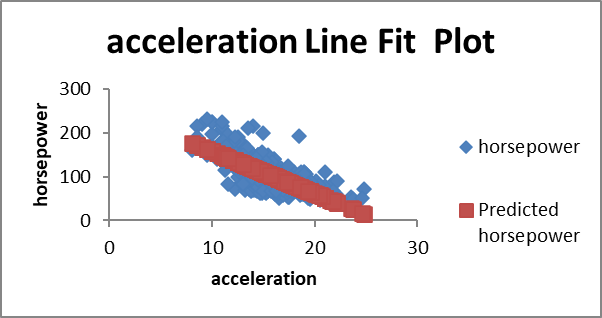 acceleration Line Fit  Plot
300
200
100
0
0
10
20
30
horsepower
acceleration
horsepower
Predicted
horsepower